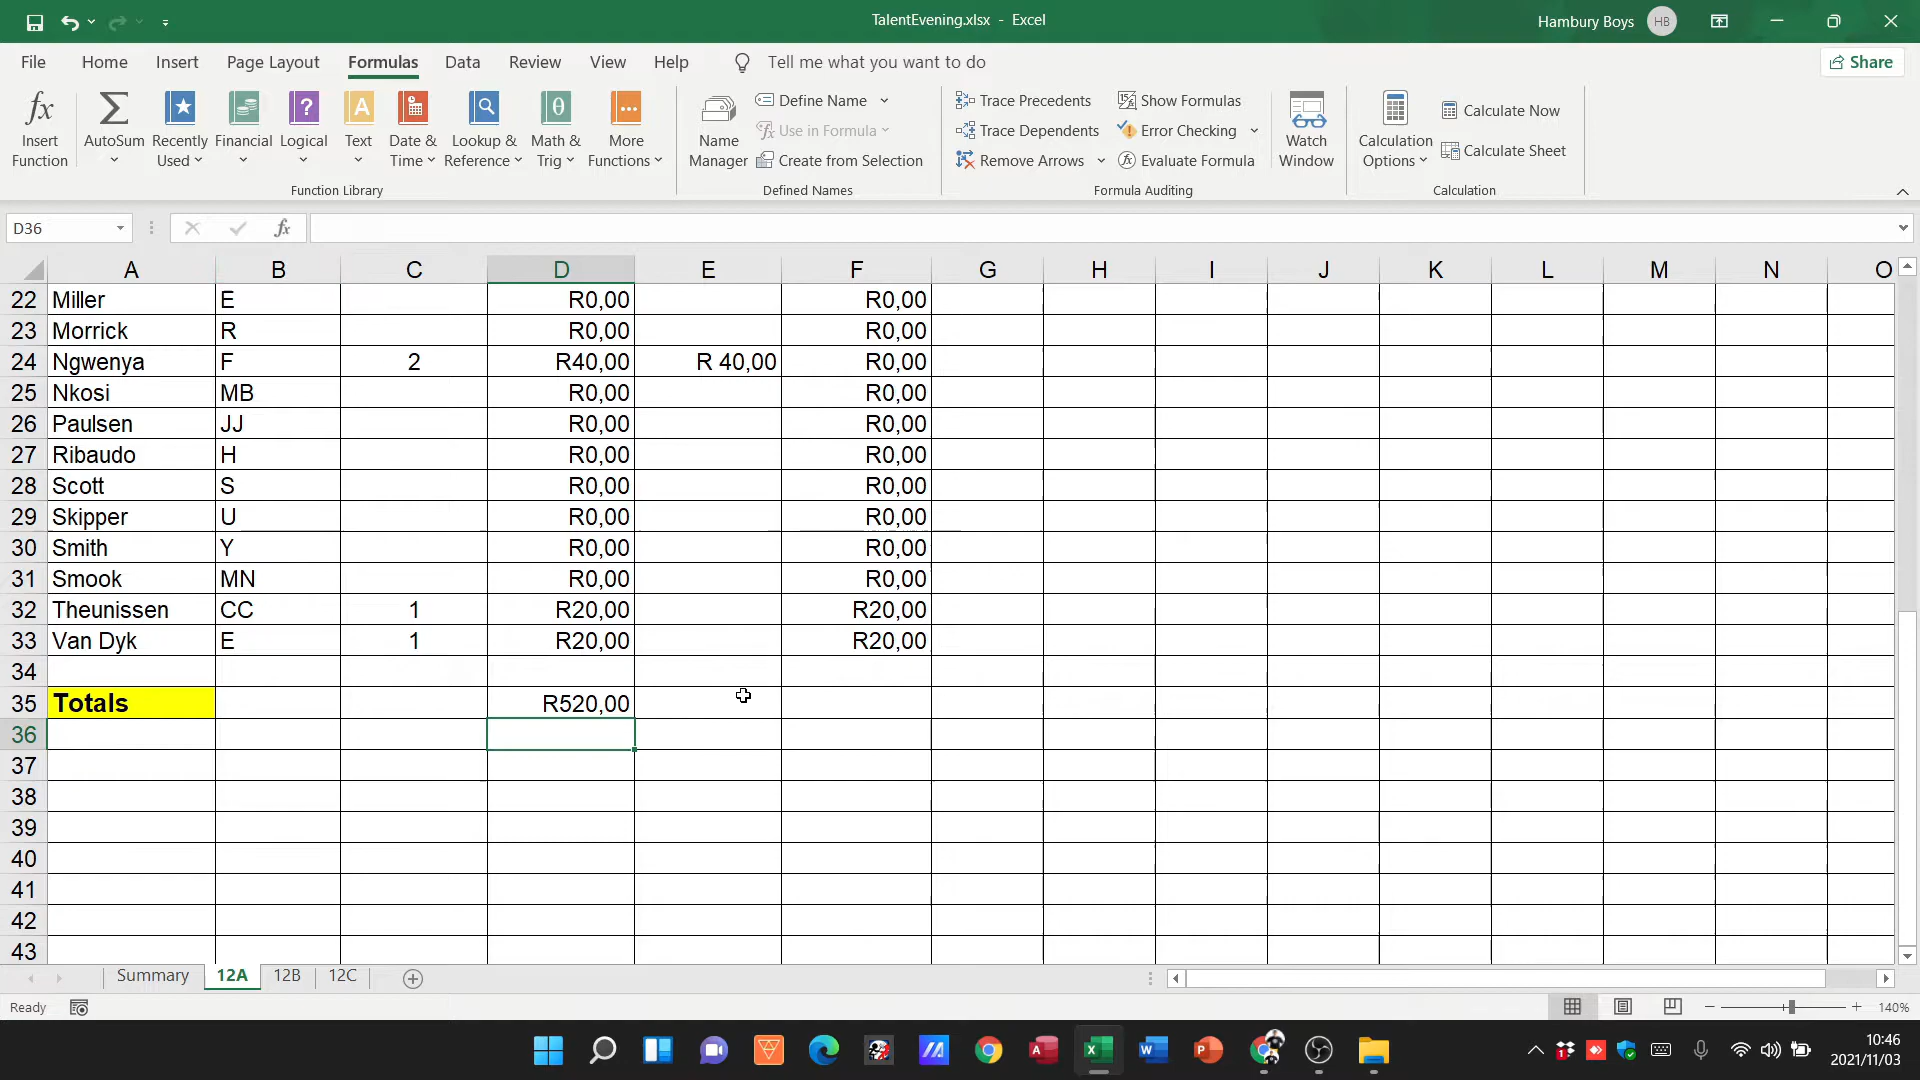 TalentEvening.xlsx - Excel
Hambury Boys
HB
File Home Insert Page Layout Formulas Data Review View Help Tell me what you want to do
Share
Insert Function
AutoSum
Recently Used
Financial
Logical
Text
Date & Time
Lookup & Reference
Math & Trig
More Functions
Function Library
Name Manager
Define Name
Use in Formula
Create from Selection
Defined Names
Trace Precedents
Trace Dependents
Remove Arrows
Show Formulas
Error Checking
Evaluate Formula
Formula Auditing
Watch Window
Calculation Options
Calculate Now
Calculate Sheet
Calculation
D36
fx
A B C D E F G H I J K L M N O
22 Miller E R0,00 R0,00
23 Morrick R R0,00 R0,00
24 Ngwenya F 2 R40,00 R 40,00 R0,00
25 Nkosi MB R0,00 R0,00
26 Paulsen JJ R0,00 R0,00
27 Ribaudo H R0,00 R0,00
28 Scott S R0,00 R0,00
29 Skipper U R0,00 R0,00
30 Smith Y R0,00 R0,00
31 Smook MN R0,00 R0,00
32 Theunissen CC 1 R20,00 R20,00
33 Van Dyk E 1 R20,00 R20,00
34
35 Totals R520,00
36
37
38
39
40
41
42
43
Summary 12A 12B 12C
Ready
140%
10:46
2021/11/03